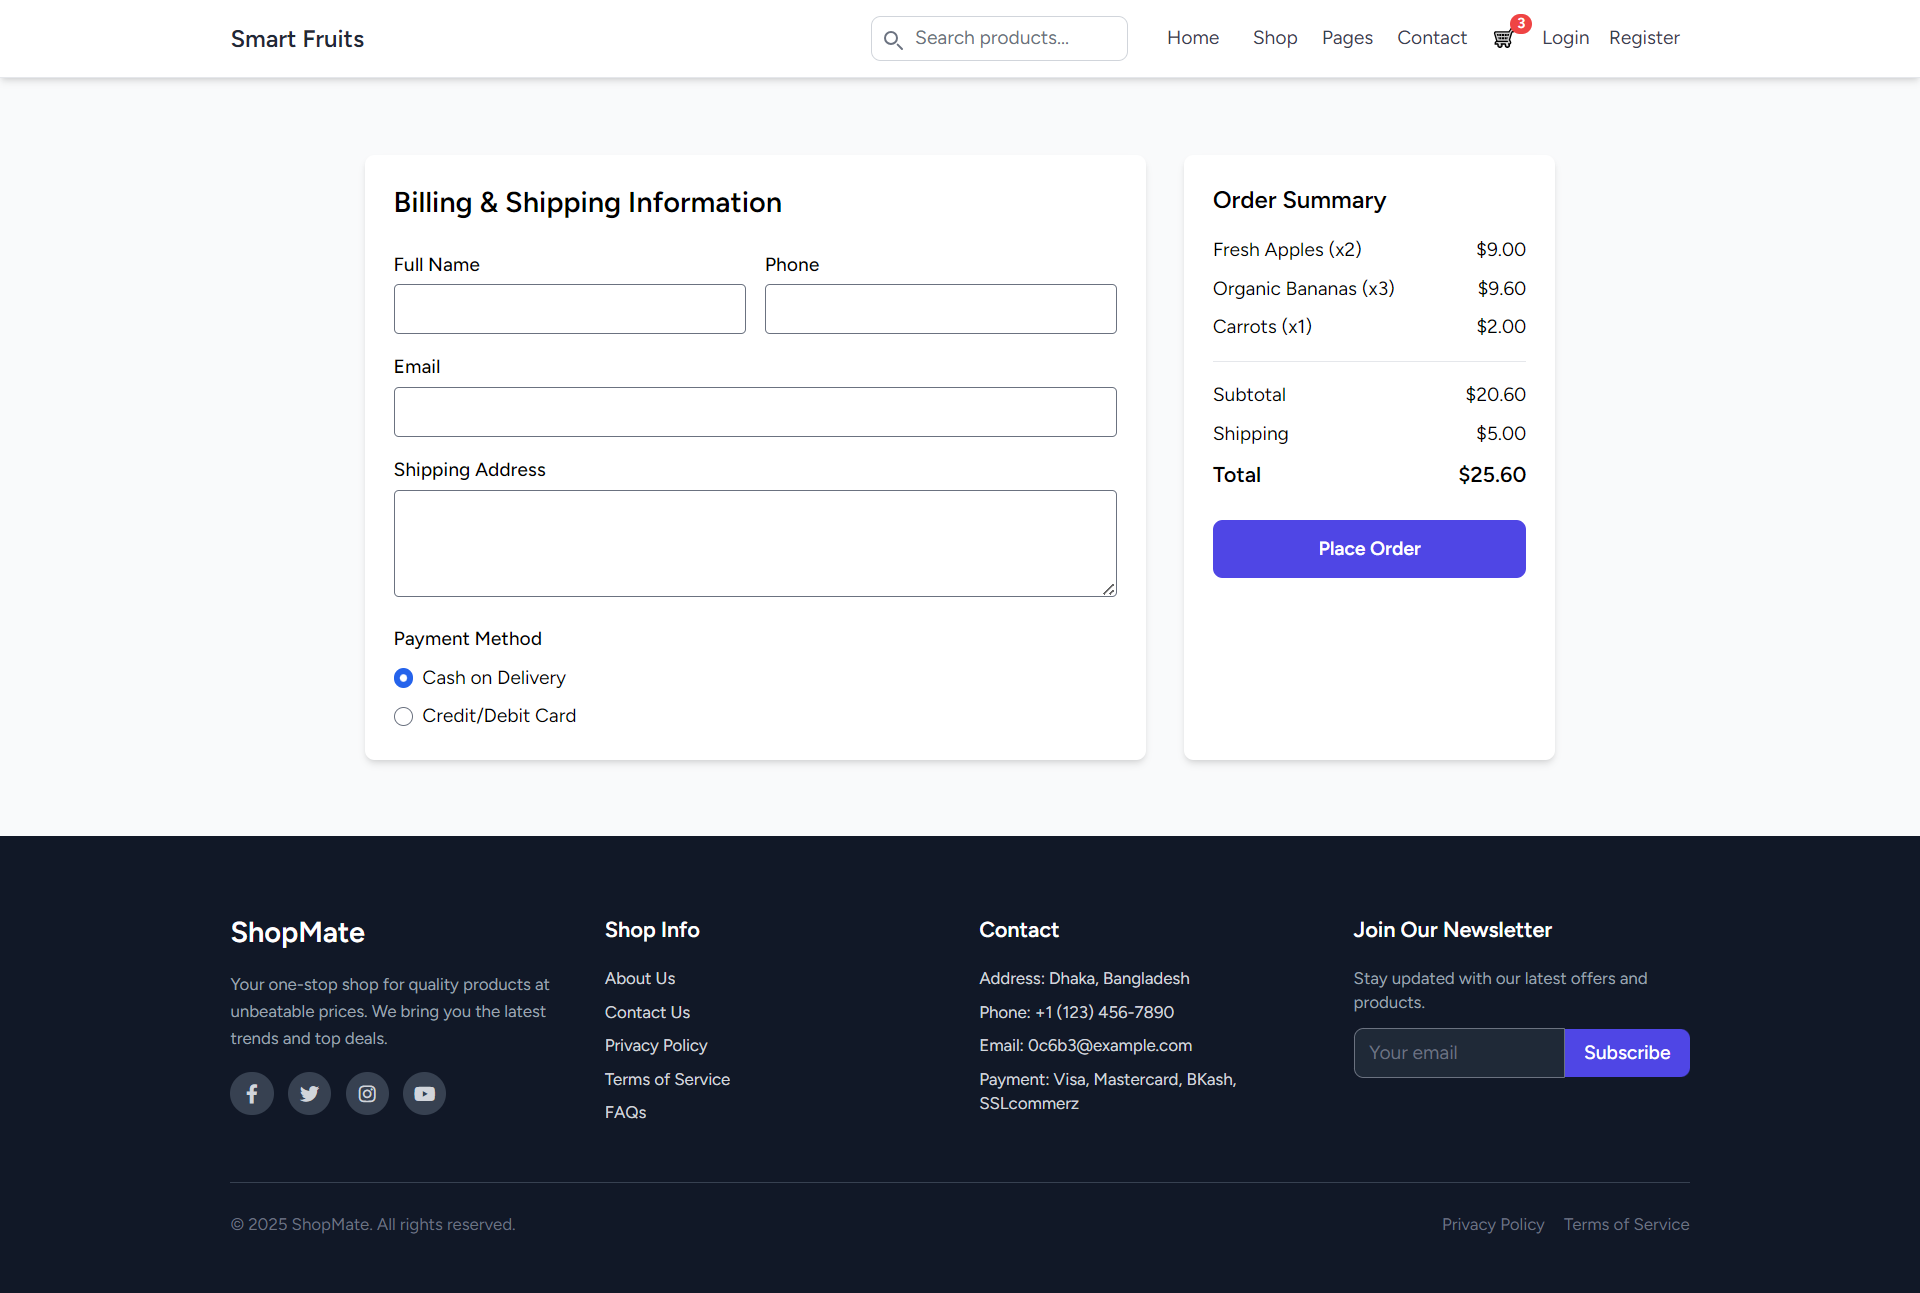 Smart Fruits
Search products...
Home
Shop
Pages
Contact
3
Login
Register
Billing & Shipping Information
Full Name
Phone
Email
Shipping Address
Payment Method
Cash on Delivery
Credit/Debit Card
Order Summary
Fresh Apples (x2) $9.00
Organic Bananas (x3) $9.60
Carrots (x1) $2.00
Subtotal $20.60
Shipping $5.00
Total $25.60
Place Order
ShopMate
Your one-stop shop for quality products at
unbeatable prices. We bring you the latest
trends and top deals.
Shop Info
About Us
Contact Us
Privacy Policy
Terms of Service
FAQs
Contact
Address: Dhaka, Bangladesh
Phone: +1 (123) 456-7890
Email: 0c6b3@example.com
Payment: Visa, Mastercard, BKash,
SSLcommerz
Join Our Newsletter
Stay updated with our latest offers and
products.
Your email
Subscribe
© 2025 ShopMate. All rights reserved.
Privacy Policy
Terms of Service